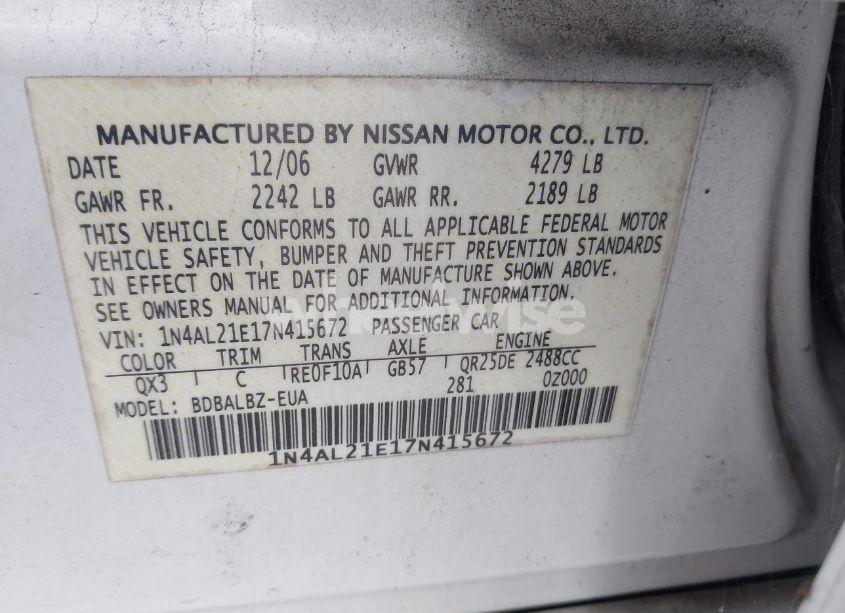 MANUFACTURED BY NISSAN MOTOR CO., LTD.
DATE 12/06 GVWR 4279 LB
GAWR FR. 2242 LB GAWR RR. 2189 LB
THIS VEHICLE CONFORMS TO ALL APPLICABLE FEDERAL MOTOR
VEHICLE SAFETY, BUMPER AND THEFT PREVENTION STANDARDS
IN EFFECT ON THE DATE OF MANUFACTURE SHOWN ABOVE.
SEE OWNERS MANUAL FOR ADDITIONAL INFORMATION.
VIN: 1N4AL21E17N415672 PASSENGER CAR
COLOR TRIM TRANS AXLE ENGINE
QX3 C RE0F10A GB57 QR25DE 2488CC
281 0Z000
MODEL: BDBALBZ-EUA
1N4AL21E17N415672